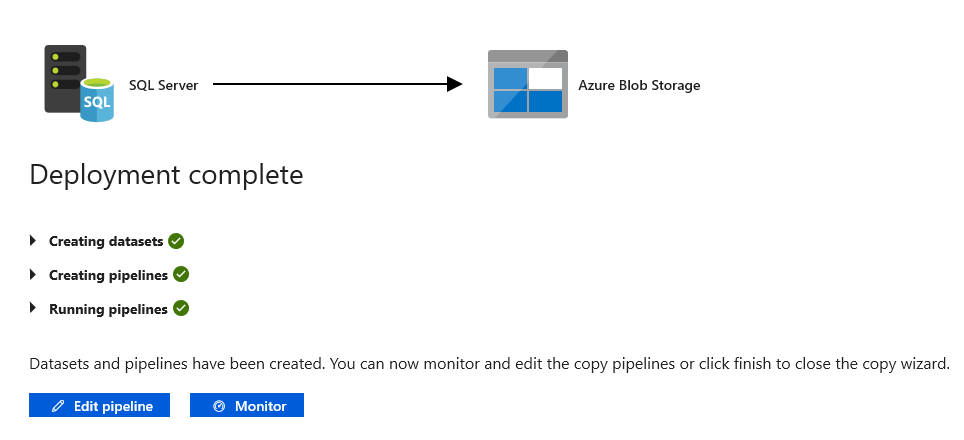 SQL
SQL Server
Azure Blob Storage
Deployment complete
Creating datasets
Creating pipelines
Running pipelines
Datasets and pipelines have been created. You can now monitor and edit the copy pipelines or click finish to close the copy wizard.
Edit pipeline
Monitor